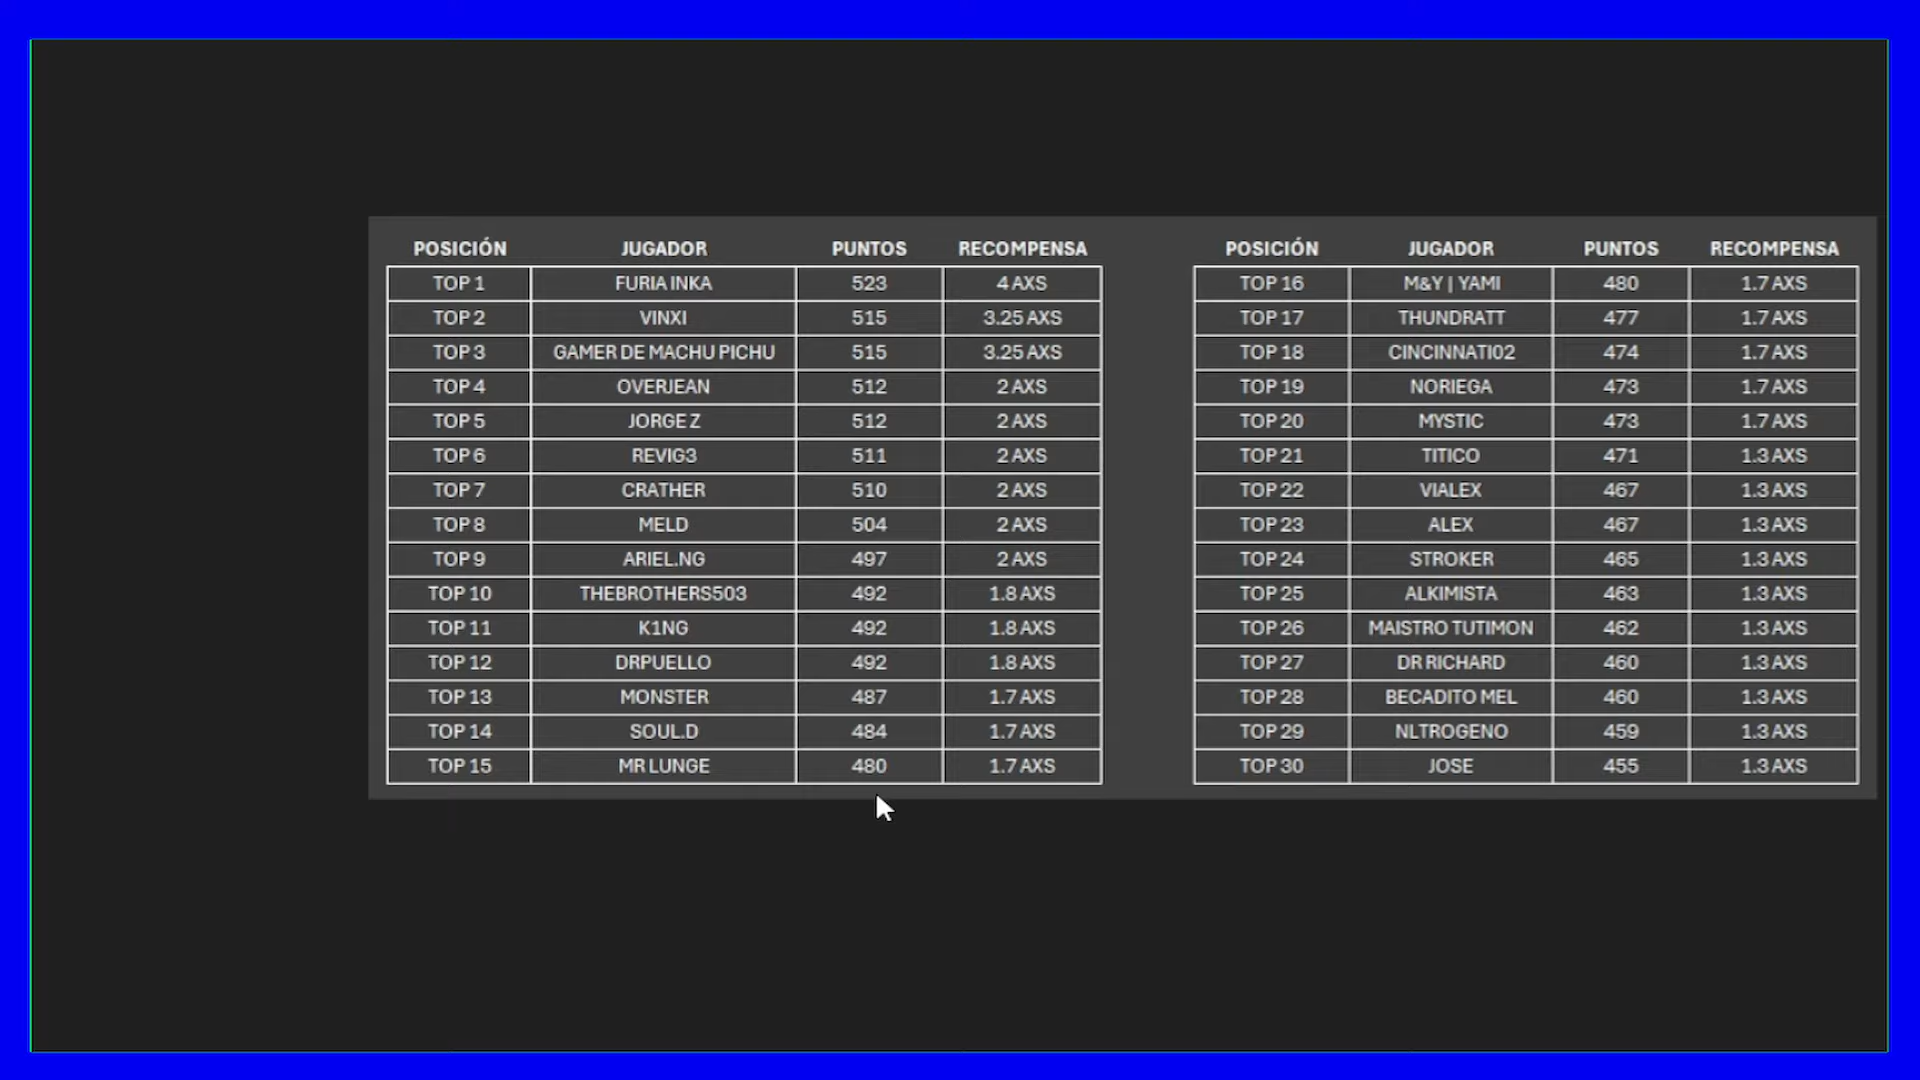 POSICIÓN JUGADOR PUNTOS RECOMPENSA
TOP 1 FURIA INKA 523 4 AXS
TOP 2 VINXI 515 3.25 AXS
TOP 3 GAMER DE MACHU PICHU 515 3.25 AXS
TOP 4 OVERJEAN 512 2 AXS
TOP 5 JORGE Z 512 2 AXS
TOP 6 REVIG3 511 2 AXS
TOP 7 CRATHER 510 2 AXS
TOP 8 MELD 504 2 AXS
TOP 9 ARIEL.NG 497 2 AXS
TOP 10 THEBROTHERS503 492 1.8 AXS
TOP 11 K1NG 492 1.8 AXS
TOP 12 DRPUELLO 492 1.8 AXS
TOP 13 MONSTER 487 1.7 AXS
TOP 14 SOUL.D 484 1.7 AXS
TOP 15 MR LUNGE 480 1.7 AXS
POSICIÓN JUGADOR PUNTOS RECOMPENSA
TOP 16 M&Y | YAMI 480 1.7 AXS
TOP 17 THUNDRATT 477 1.7 AXS
TOP 18 CINCINNATI02 474 1.7 AXS
TOP 19 NORIEGA 473 1.7 AXS
TOP 20 MYSTIC 473 1.7 AXS
TOP 21 TITICO 471 1.3 AXS
TOP 22 VIALEX 467 1.3 AXS
TOP 23 ALEX 467 1.3 AXS
TOP 24 STROKER 465 1.3 AXS
TOP 25 ALKIMISTA 463 1.3 AXS
TOP 26 MAISTRO TUTIMON 462 1.3 AXS
TOP 27 DR RICHARD 460 1.3 AXS
TOP 28 BECADITO MEL 460 1.3 AXS
TOP 29 NLTROGENO 459 1.3 AXS
TOP 30 JOSE 455 1.3 AXS